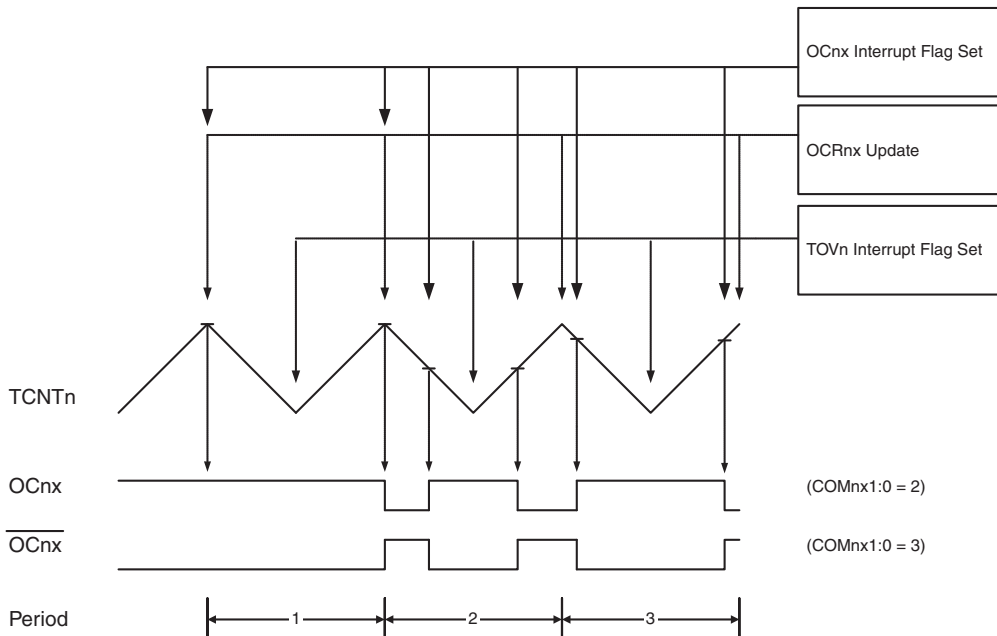 OCnx Interrupt Flag Set
OCRnx Update
TOVn Interrupt Flag Set
TCNTn
OCnx
(COMnx1:0 = 2)
OCnx
(COMnx1:0 = 3)
Period
1
2
3